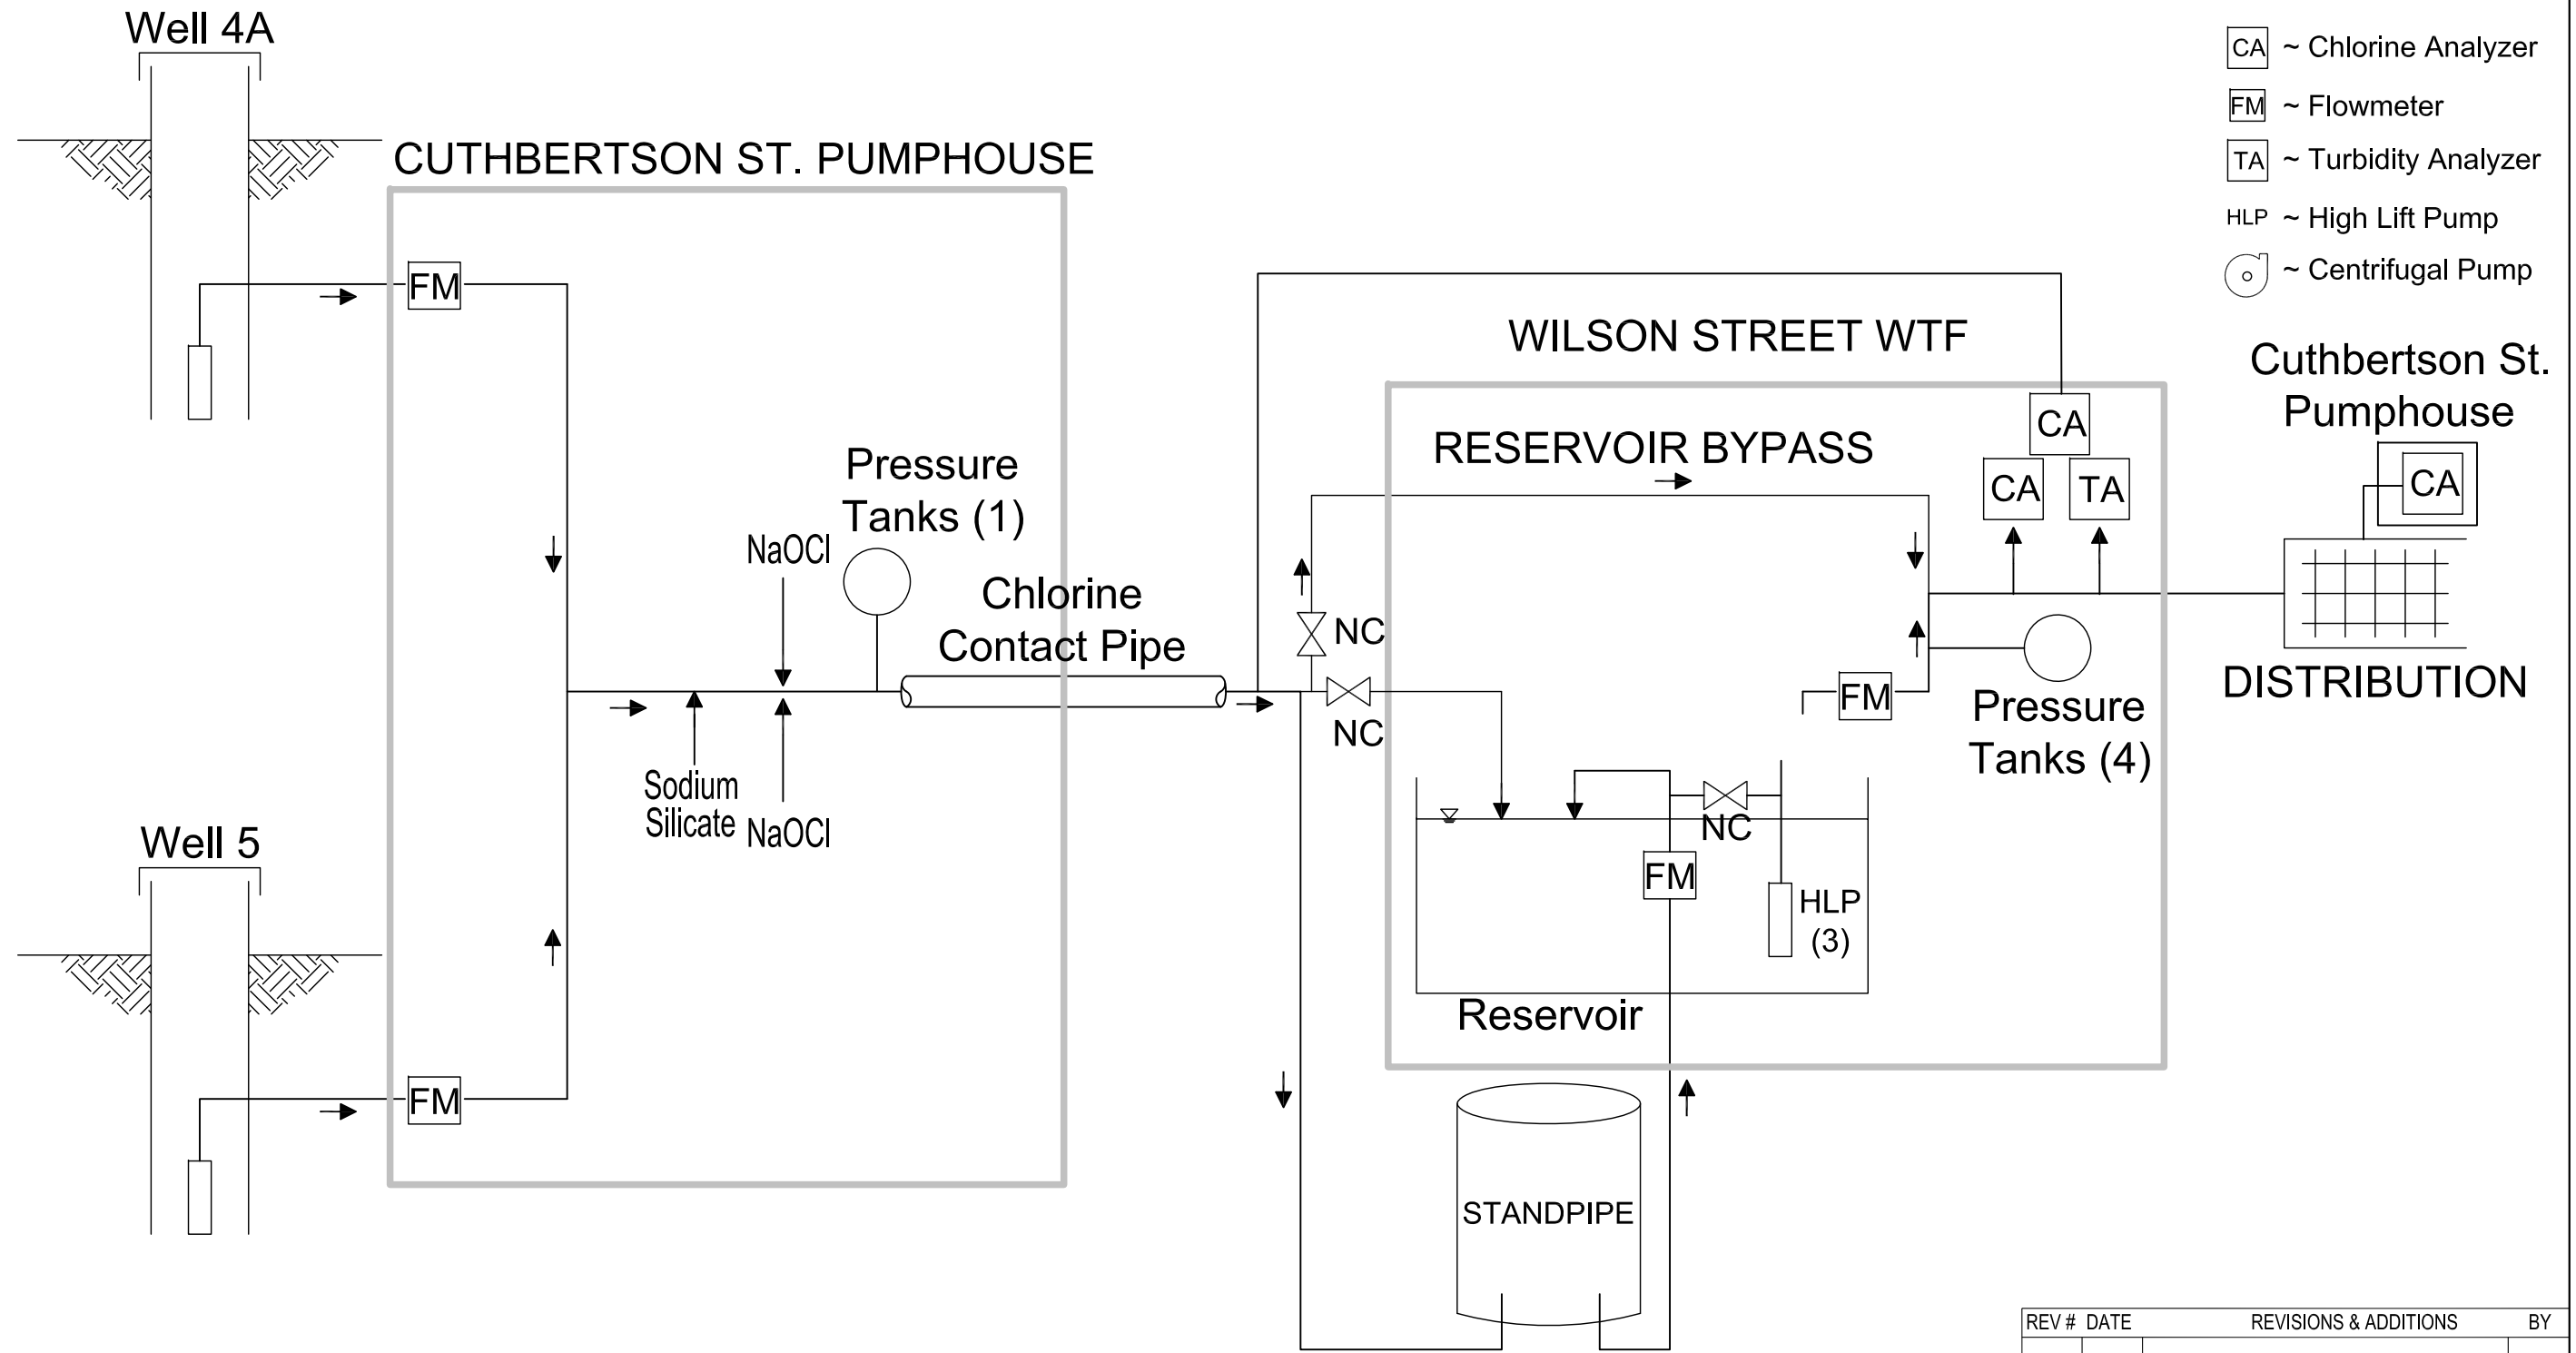 Well 4A
CA ~ Chlorine Analyzer
FM ~ Flowmeter
TA ~ Turbidity Analyzer
HLP ~ High Lift Pump
~ Centrifugal Pump
CUTHBERTSON ST. PUMPHOUSE
FM
WILSON STREET WTF
Cuthbertson St.
Pumphouse
CA
CA
RESERVOIR BYPASS
CA
TA
Pressure
Tanks (1)
NaOCl
Chlorine
Contact Pipe
NC
NC
FM
Pressure
Tanks (4)
DISTRIBUTION
Sodium
Silicate
NaOCl
NC
FM
HLP
(3)
Reservoir
Well 5
FM
STANDPIPE
REV # DATE REVISIONS & ADDITIONS BY